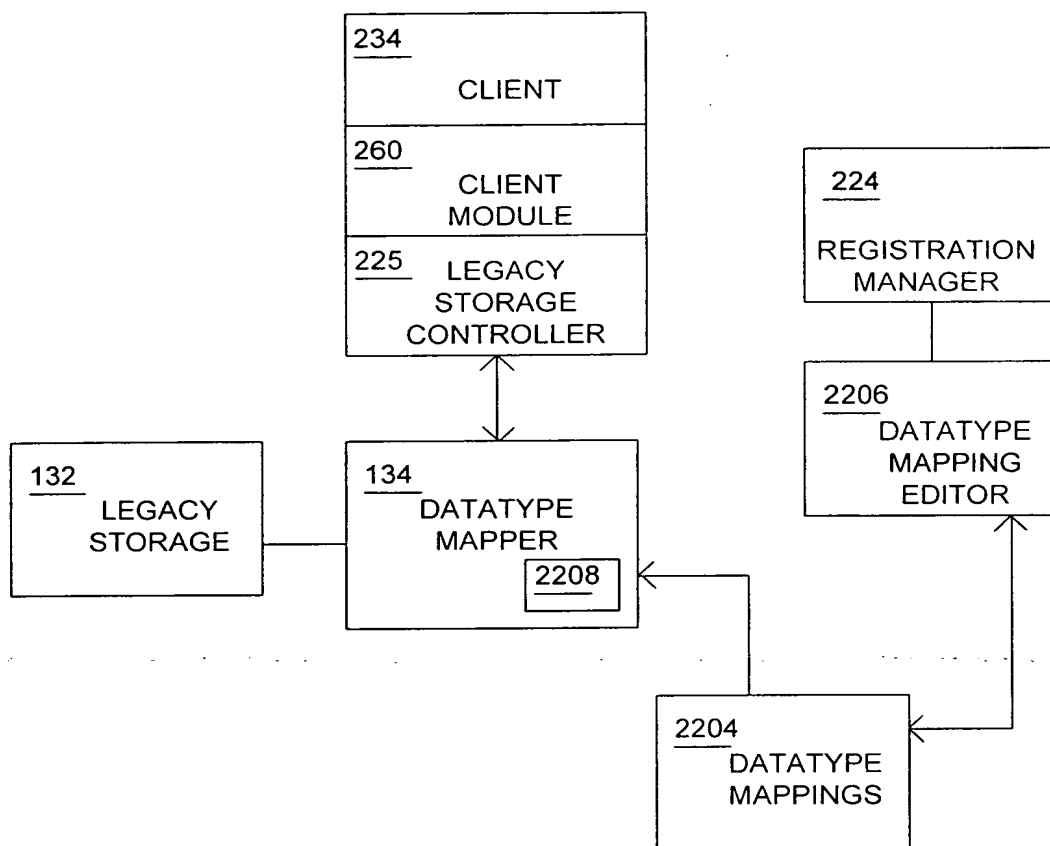 234
CLIENT
260
CLIENT
MODULE
225
LEGACY
STORAGE
CONTROLLER
224
REGISTRATION
MANAGER
2206
DATATYPE
MAPPING
EDITOR
132
LEGACY
STORAGE
134
DATATYPE
MAPPER
2208
2204
DATATYPE
MAPPINGS